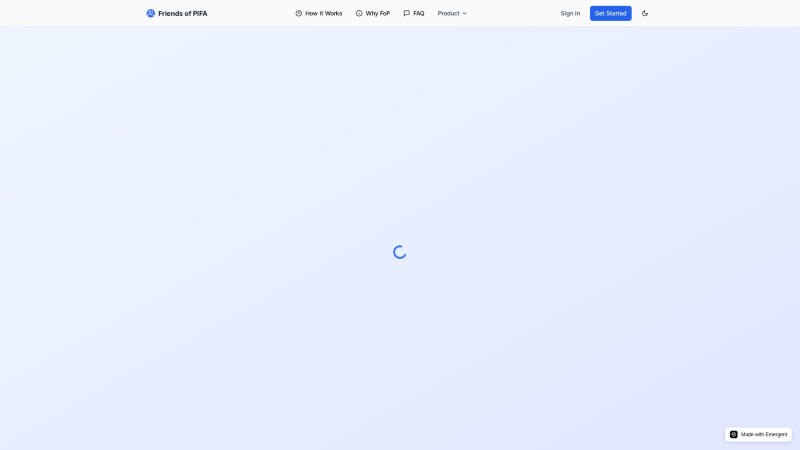 Friends of PIFA
How It Works
Why FoP
FAQ
Product
Sign In
Get Started
Made with Emergent